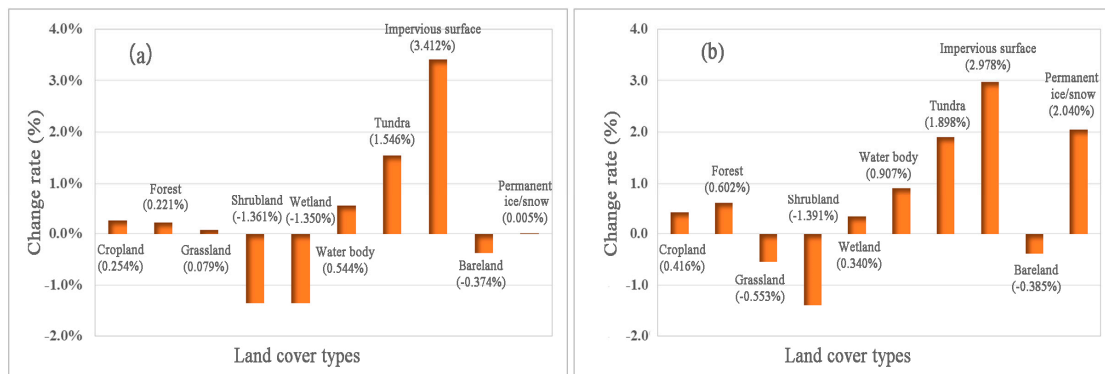 (a)
Change rate (%)
4.0%
3.0%
2.0%
1.0%
0.0%
-1.0%
-2.0%
Cropland
(0.254%)
Forest
(0.221%)
Grassland
(0.079%)
Shrubland
(-1.361%)
Wetland
(-1.350%)
Water body
(0.544%)
Tundra
(1.546%)
Impervious surface
(3.412%)
Bareland
(-0.374%)
Permanent
ice/snow
(0.005%)
Land cover types
(b)
Change rate (%)
4.0
3.0
2.0
1.0
0.0
-1.0
-2.0
Cropland
(0.416%)
Forest
(0.602%)
Grassland
(-0.553%)
Shrubland
(-1.391%)
Wetland
(0.340%)
Water body
(0.907%)
Tundra
(1.898%)
Impervious surface
(2.978%)
Bareland
(-0.385%)
Permanent
ice/snow
(2.040%)
Land cover types